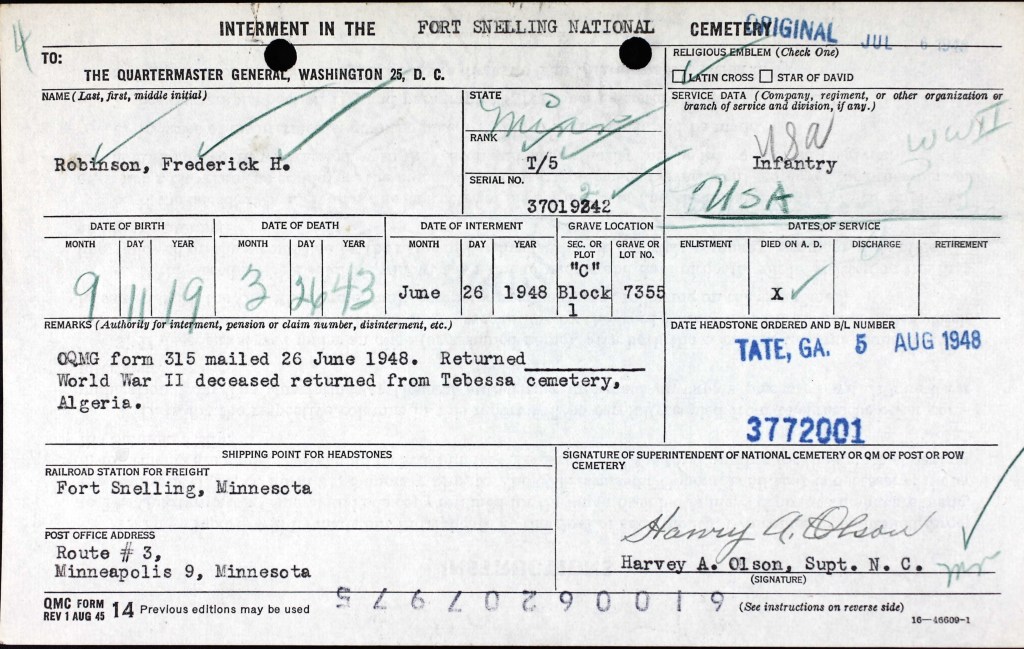 4
INTERMENT IN THE FORT SNELLING NATIONAL CEMETERY
ORIGINAL JUL 6 1948
TO:
THE QUARTERMASTER GENERAL, WASHINGTON 25, D. C.
RELIGIOUS EMBLEM (Check One)
LATIN CROSS STAR OF DAVID
NAME (Last, first, middle initial)
Robinson, Frederick H.
STATE
Minn
RANK
T/5
SERIAL NO.
2
37019242
SERVICE DATA (Company, regiment, or other organization or branch of service and division, if any.)
USA WW II
Infantry
USA
DATE OF BIRTH DATE OF DEATH DATE OF INTERMENT GRAVE LOCATION DATES OF SERVICE
MONTH DAY YEAR MONTH DAY YEAR MONTH DAY YEAR SEC. OR PLOT GRAVE OR LOT NO. ENLISTMENT DIED ON A. D. DISCHARGE RETIREMENT
9 11 19 3 26 43 June 26 1948 "C" Block 1 7355 X
REMARKS (Authority for interment, pension or claim number, disinterment, etc.)
OQMG form 315 mailed 26 June 1948. Returned
World War II deceased returned from Tebessa cemetery,
Algeria.
DATE HEADSTONE ORDERED AND B/L NUMBER
TATE, GA. 5 AUG 1948
3772001
SHIPPING POINT FOR HEADSTONES
RAILROAD STATION FOR FREIGHT
Fort Snelling, Minnesota
POST OFFICE ADDRESS
Route # 3,
Minneapolis 9, Minnesota
SIGNATURE OF SUPERINTENDENT OF NATIONAL CEMETERY OR QM OF POST OR POW CEMETERY
Harvey A. Olson
Harvey A. Olson, Supt. N. C.
(SIGNATURE)
QMC FORM
REV 1 AUG 45 14 Previous editions may be used
619006020797 5
(See instructions on reverse side)
16—46609-1